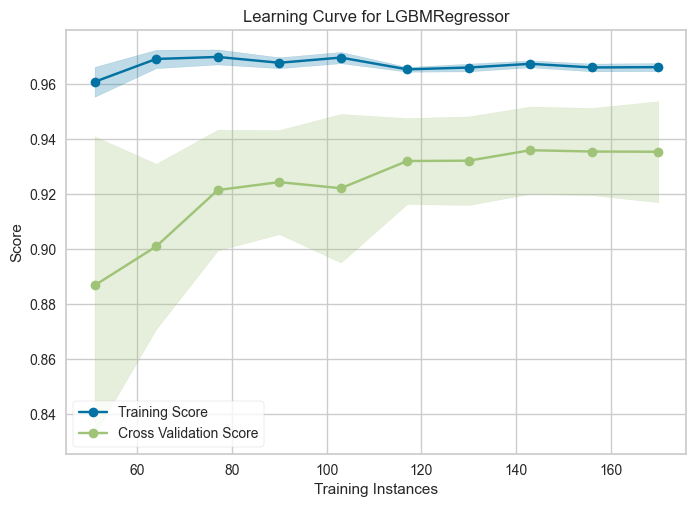 Learning Curve for LGBMRegressor
Score
0.96
0.94
0.92
0.90
0.88
0.86
0.84
Training Score
Cross Validation Score
60 80 100 120 140 160
Training Instances